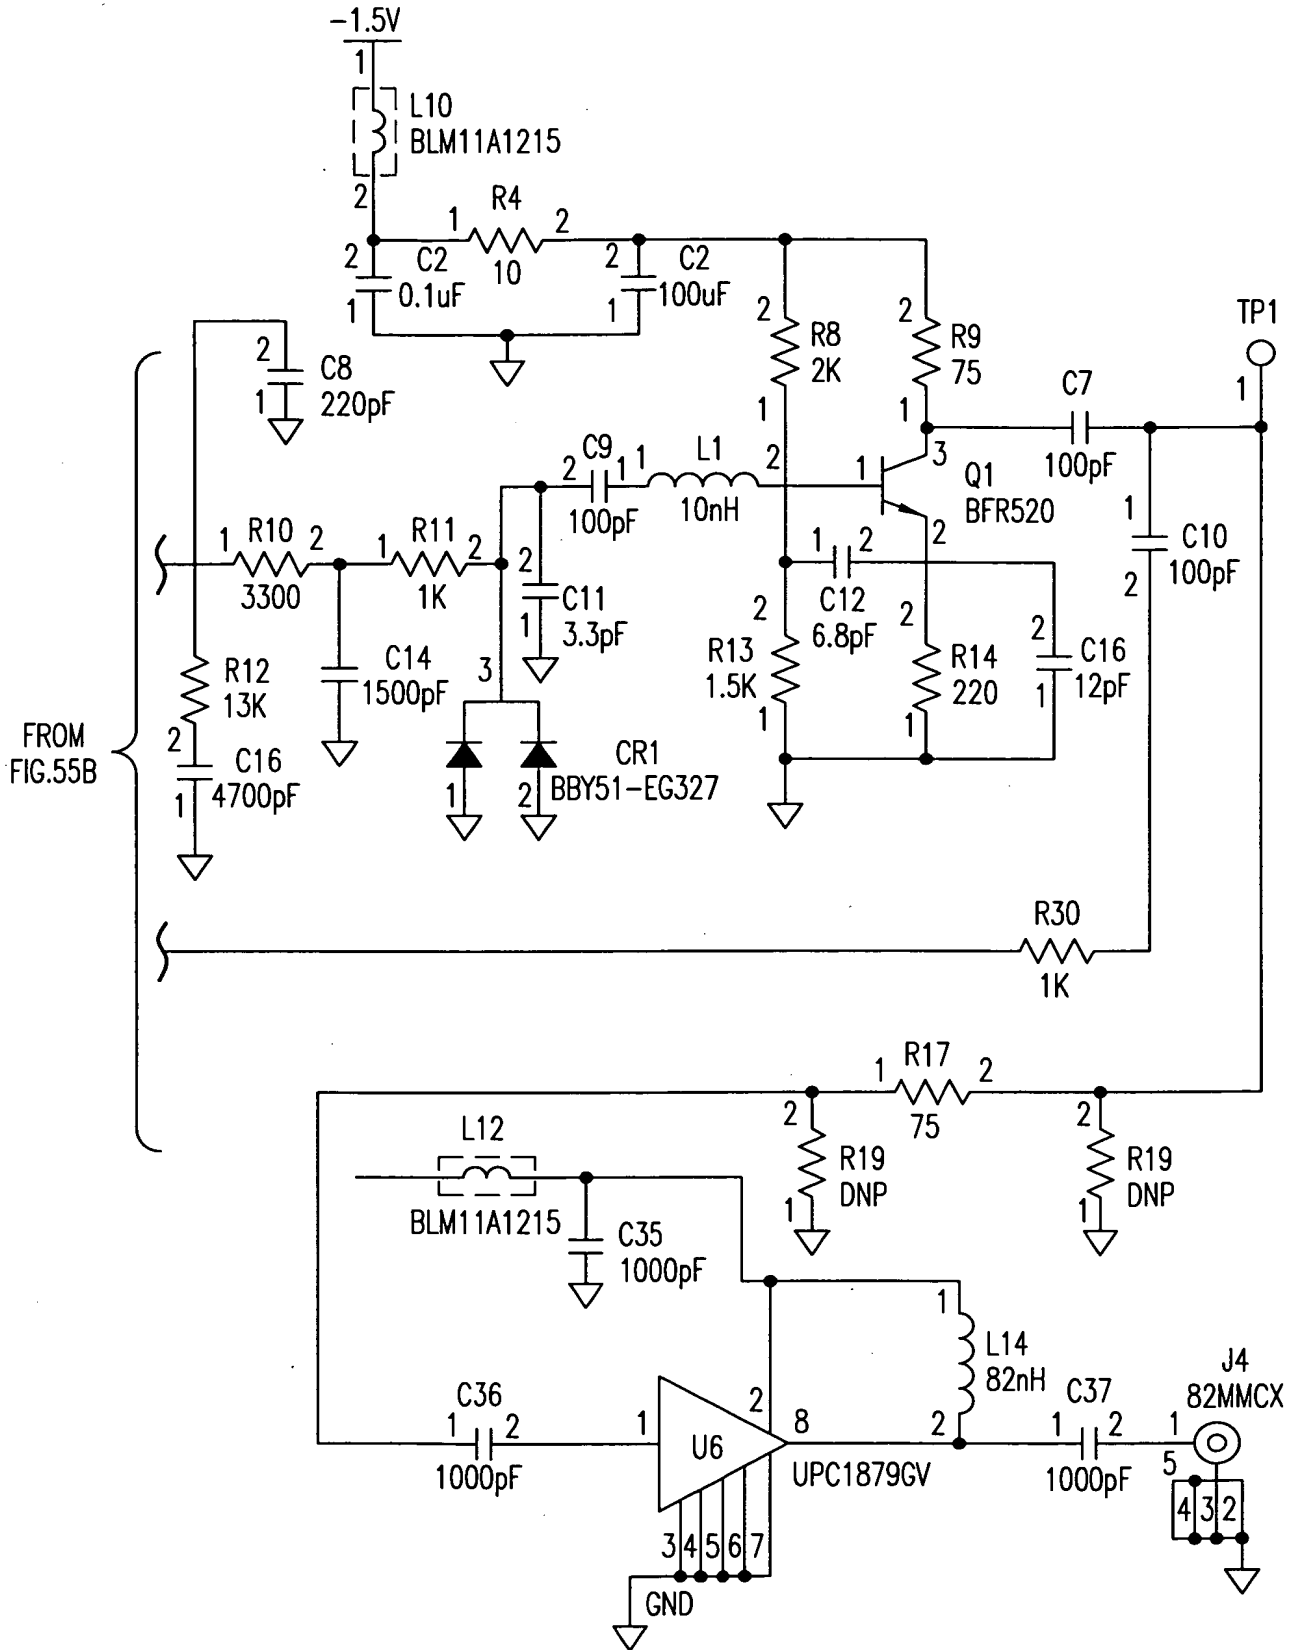 -1.5V
1
L10
BLM11A1215
2
R4
1
2
10
2
C2
0.1uF
1
2
C2
100uF
1
TP1
1
2
R8
2K
1
2
R9
75
1
2
C8
220pF
1
C7
100pF
C9
2
1
100pF
L1
1
2
10nH
1
3
Q1
BFR520
2
1
C10
100pF
2
R10
1
2
3300
R11
1
2
1K
2
C11
3.3pF
1
1
2
C12
6.8pF
R12
13K
C14
1500pF
3
2
R13
1.5K
1
2
R14
220
1
2
C16
12pF
1
FROM
FIG.55B
2
C16
4700pF
1
CR1
BBY51-EG327
1
2
R30
1K
R17
1
2
75
L12
BLM11A1215
2
R19
DNP
1
2
R19
DNP
1
C35
1000pF
1
L14
82nH
2
C36
1
2
1000pF
1
2
U6
8
UPC1879GV
C37
1
2
1000pF
J4
82MMCX
1
5
4
3
2
3
4
5
6
7
GND